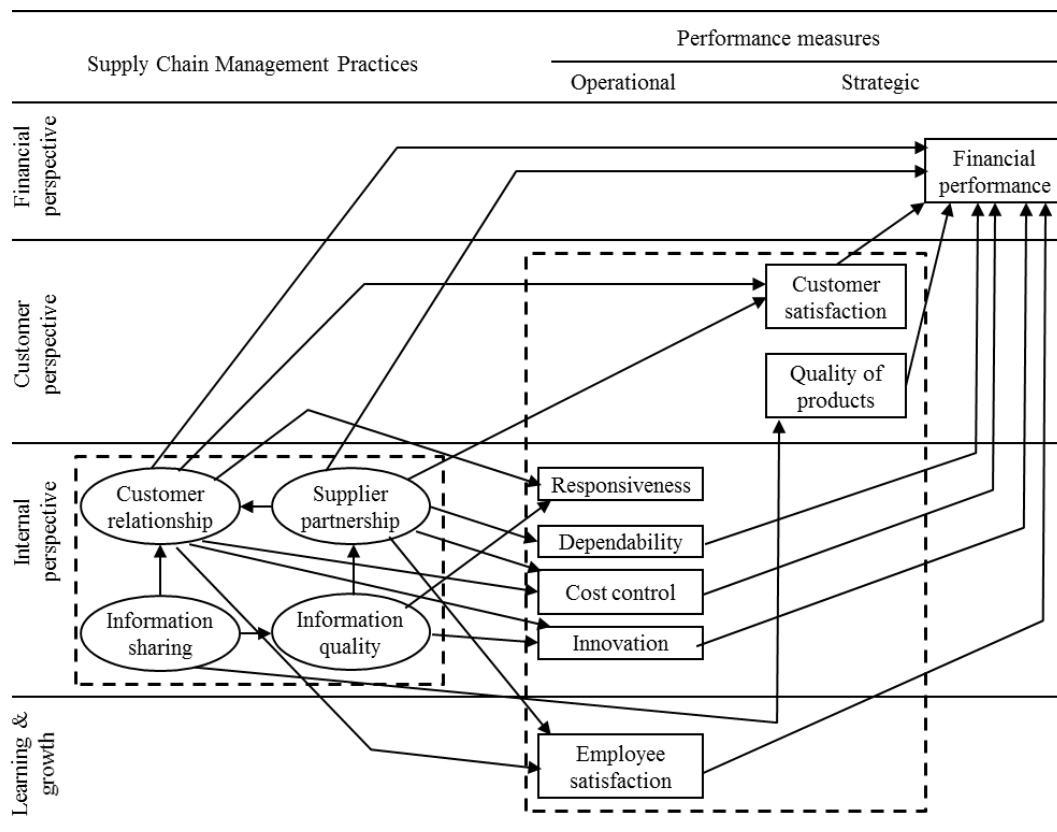 Performance measures
Supply Chain Management Practices
Operational
Strategic
Financial
perspective
Financial
performance
Customer
perspective
Customer
satisfaction
Quality of
products
Internal
perspective
Customer
relationship
Supplier
partnership
Responsiveness
Dependability
Cost control
Information
sharing
Information
quality
Innovation
Learning &
growth
Employee
satisfaction